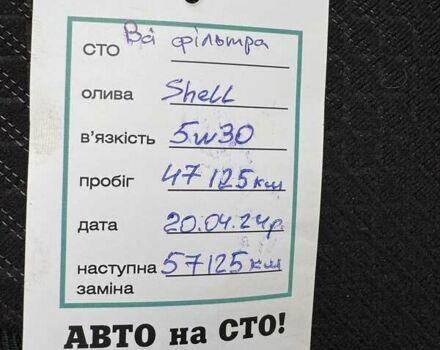 Всі фільтра
СТО
олива Shell
в'язкість 5w30
пробіг 47125км
дата 20.04.24р.
наступна 57125км
заміна
АВТО на СТО!